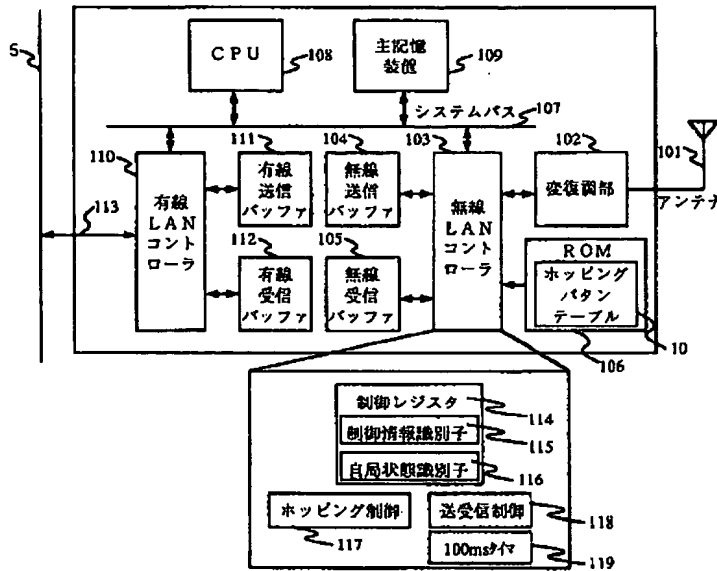 5
CPU
108
主記憶
装置
109
システムバス
107
110
111
104
103
102
101
有線
LAN
コント
ローラ
有線
送信
バッファ
無線
送信
バッファ
無線
LAN
コント
ローラ
変復調部
アンテナ
113
112
有線
受信
バッファ
105
無線
受信
バッファ
ROM
ホッピング
パタン
テーブル
106
10
制御レジスタ
114
制御情報識別子
115
自局状態識別子
116
ホッピング制御
117
送受信制御
118
100msタイマ
119